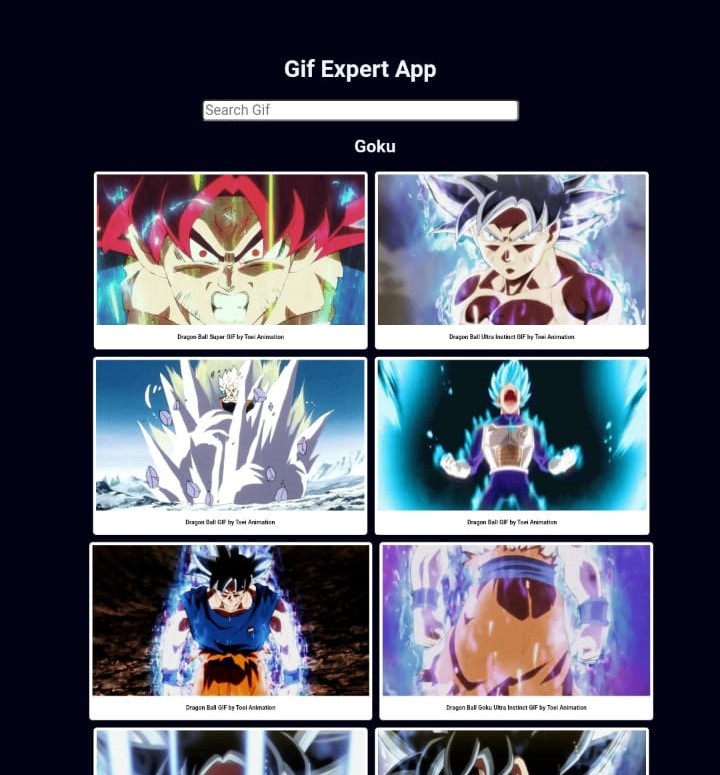 Gif Expert App
Search Gif
Goku
Dragon Ball Super GIF by Toei Animation
Dragon Ball Ultra Instinct GIF by Toei Animation
Dragon Ball GIF by Toei Animation
Dragon Ball GIF by Toei Animation
Dragon Ball GIF by Toei Animation
Dragon Ball Goku Ultra Instinct GIF by Toei Animation